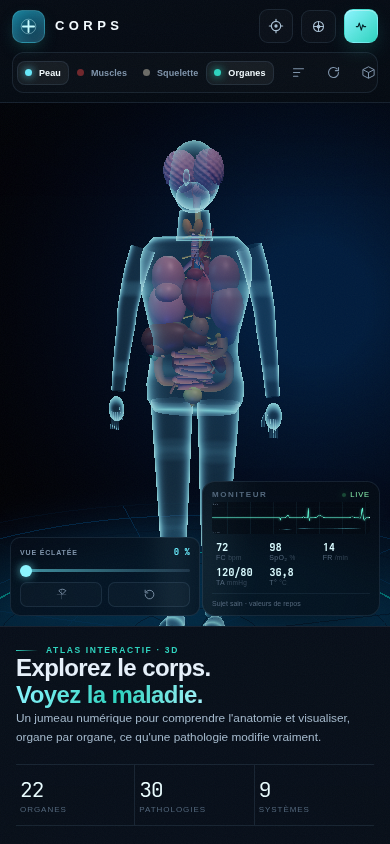 CORPS
Peau Muscles Squelette Organes
MONITEUR LIVE
72 98 14
FC bpm SpO₂ % FR /min
120/80 36,8
TA mmHg T° °C
Sujet sain · valeurs de repos
VUE ÉCLATÉE 0 %
ATLAS INTERACTIF · 3D
Explorez le corps.
Voyez la maladie.
Un jumeau numérique pour comprendre l'anatomie et visualiser,
organe par organe, ce qu'une pathologie modifie vraiment.
22 30 9
ORGANES PATHOLOGIES SYSTÈMES